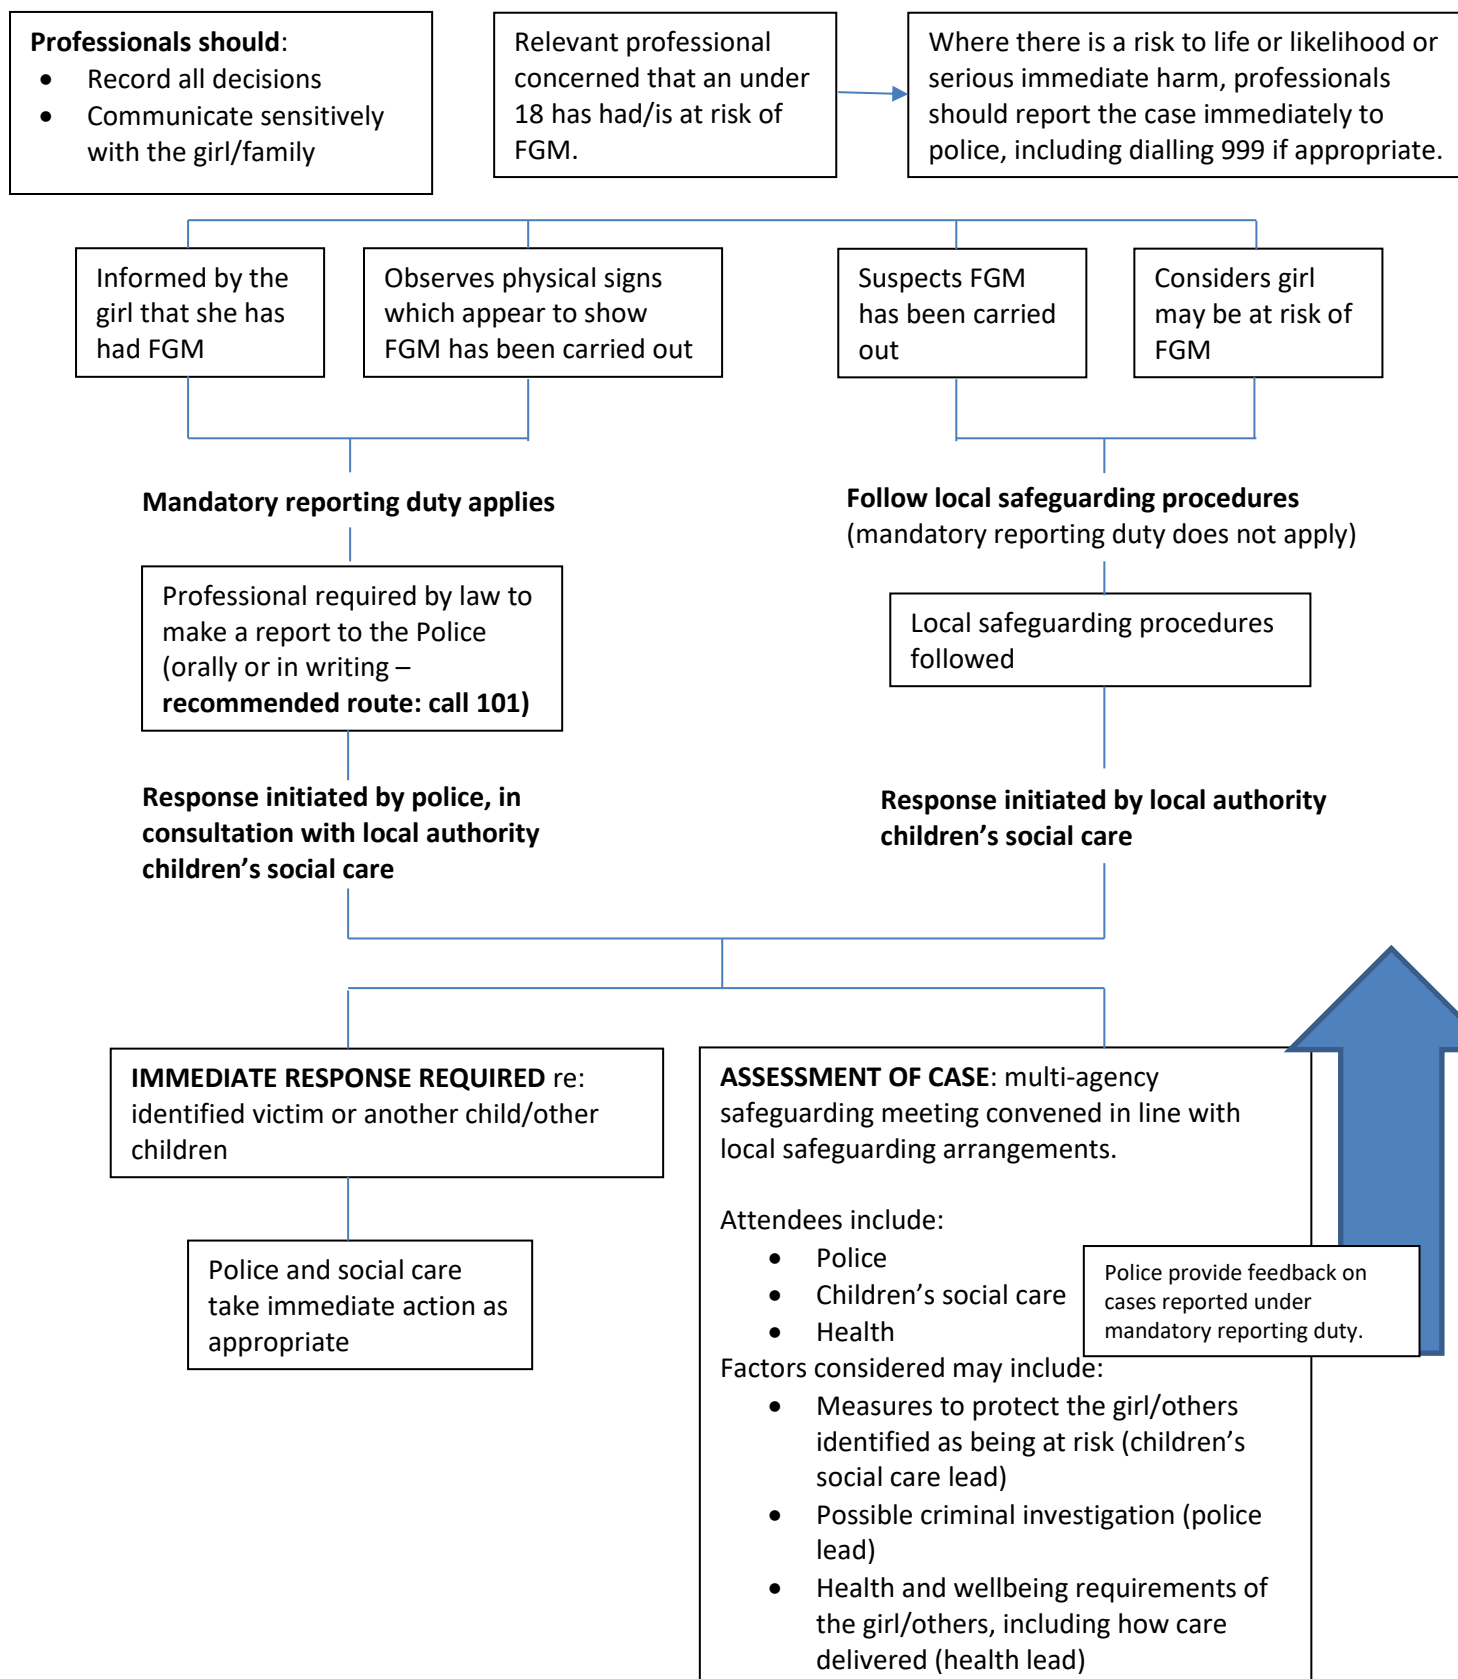 Professionals should:
• Record all decisions
• Communicate sensitively
with the girl/family
Relevant professional
concerned that an under
18 has had/is at risk of
FGM.
Where there is a risk to life or likelihood or
serious immediate harm, professionals
should report the case immediately to
police, including dialling 999 if appropriate.
Informed by the
girl that she has
had FGM
Observes physical signs
which appear to show
FGM has been carried out
Suspects FGM
has been carried
out
Considers girl
may be at risk of
FGM
Mandatory reporting duty applies
Follow local safeguarding procedures
(mandatory reporting duty does not apply)
Professional required by law to
make a report to the Police
(orally or in writing –
recommended route: call 101)
Local safeguarding procedures
followed
Response initiated by police, in
consultation with local authority
children’s social care
Response initiated by local authority
children’s social care
IMMEDIATE RESPONSE REQUIRED re:
identified victim or another child/other
children
Police and social care
take immediate action as
appropriate
ASSESSMENT OF CASE: multi-agency
safeguarding meeting convened in line with
local safeguarding arrangements.
Attendees include:
• Police
• Children’s social care
• Health
Factors considered may include:
• Measures to protect the girl/others
identified as being at risk (children’s
social care lead)
• Possible criminal investigation (police
lead)
• Health and wellbeing requirements of
the girl/others, including how care
delivered (health lead)
Police provide feedback on
cases reported under
mandatory reporting duty.